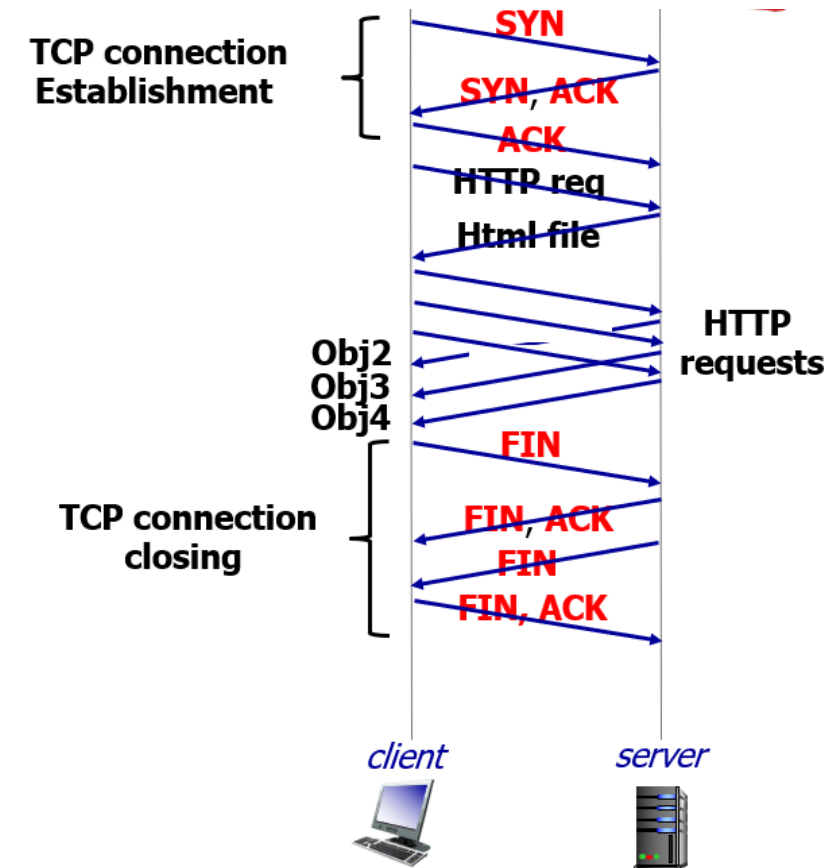 SYN
TCP connection
Establishment
SYN, ACK
ACK
HTTP req
Html file
HTTP
requests
Obj2
Obj3
Obj4
FIN
TCP connection
closing
FIN, ACK
FIN
FIN, ACK
client
server